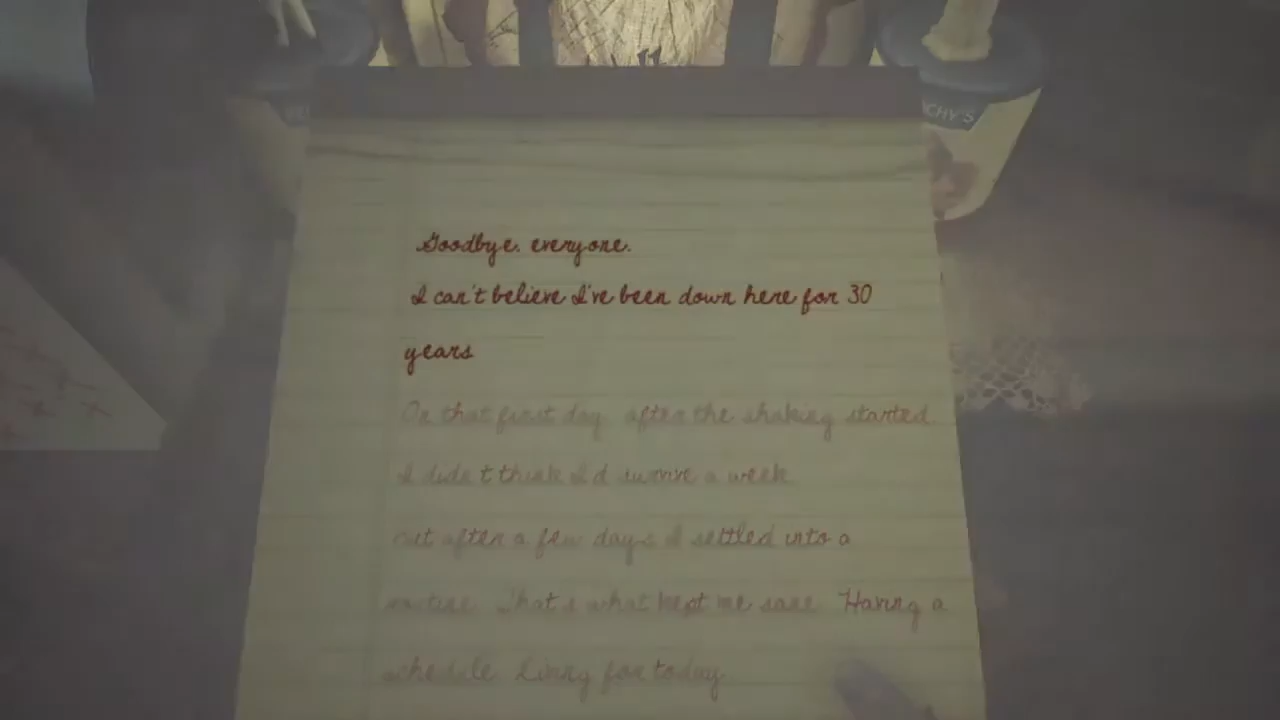 CHY'S
Goodbye, everyone.
I can't believe I've been down here for 30
years
On that first day after the shaking started.
I didn't think I'd survive a week
but after a few days I settled into a
routine. That's what kept me sane. Having a
schedule. Living for today